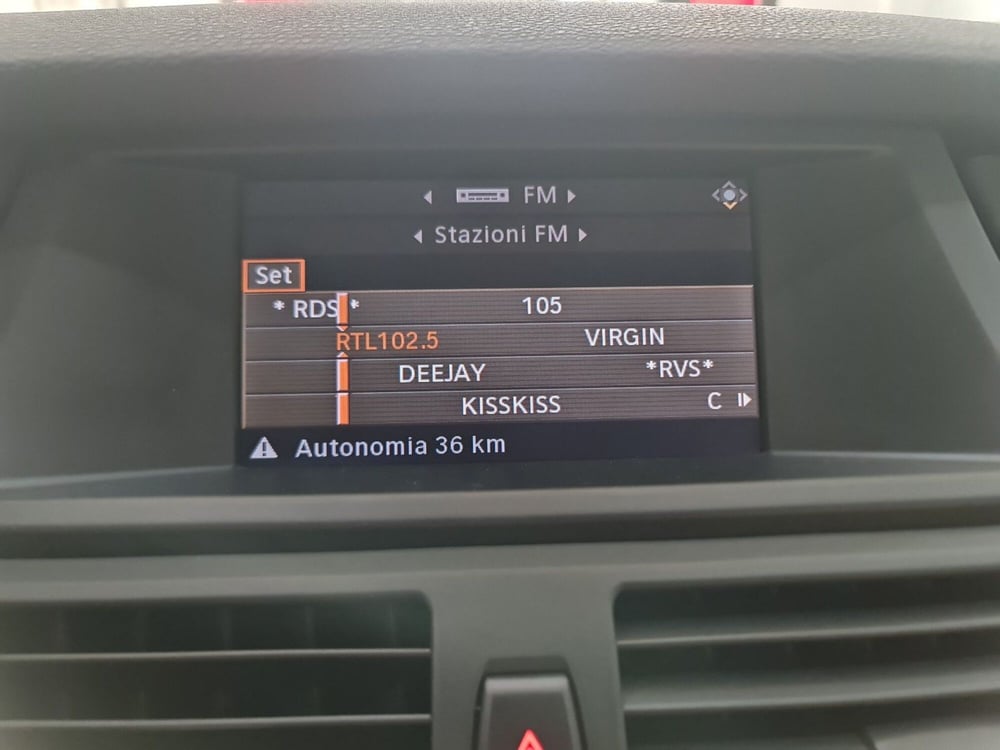 FM
Stazioni FM
Set
* RDS * 105
RTL102.5 VIRGIN
DEEJAY *RVS*
KISSKISS C
Autonomia 36 km